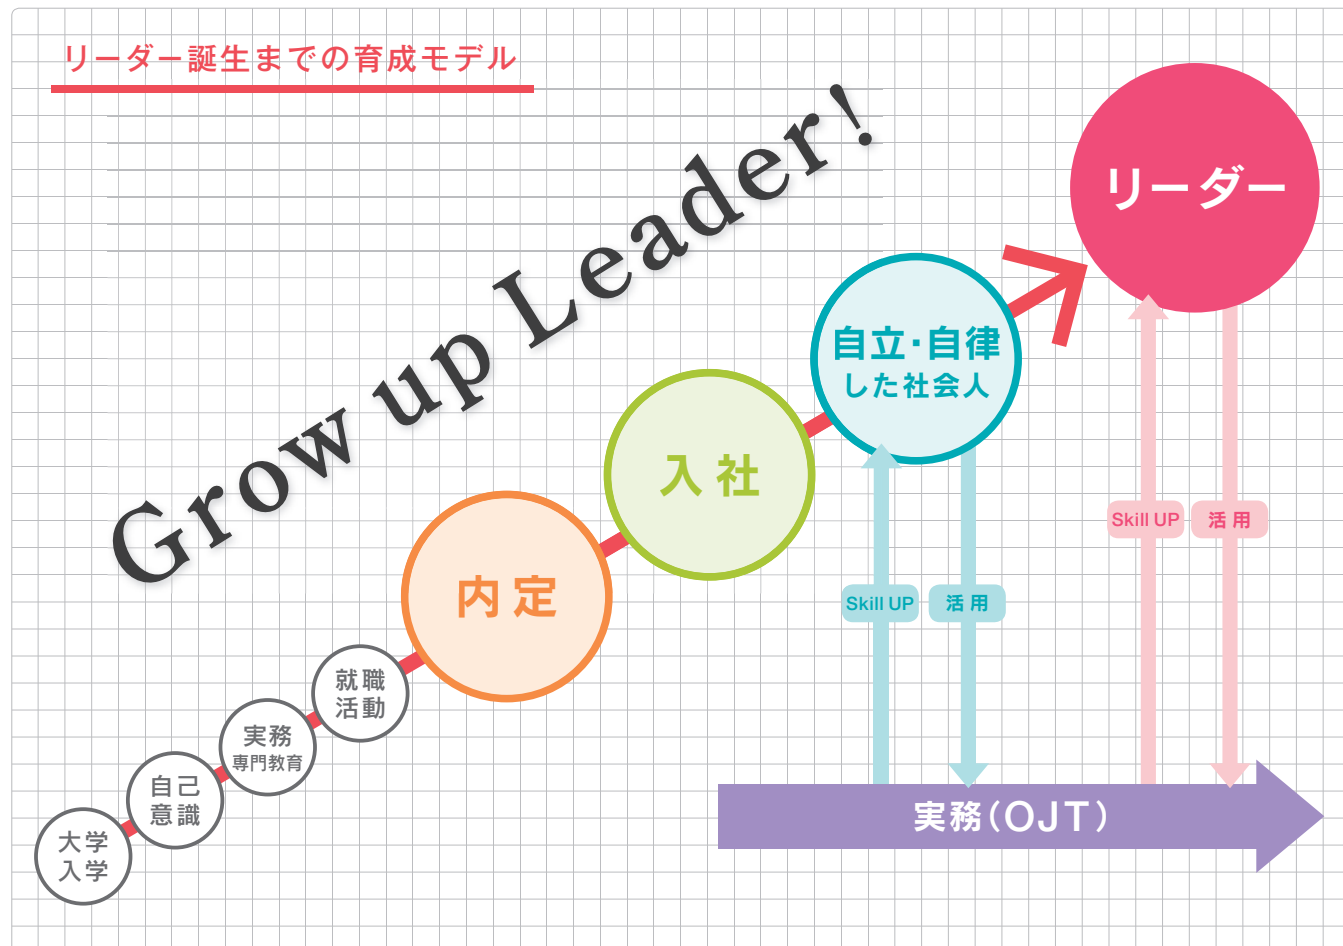 リーダー誕生までの育成モデル
Grow up Leader!
リーダー
自立・自律
した社会人
入社
内定
就職
活動
実務
専門教育
自己
意識
大学
入学
Skill UP
活用
Skill UP
活用
実務(OJT)